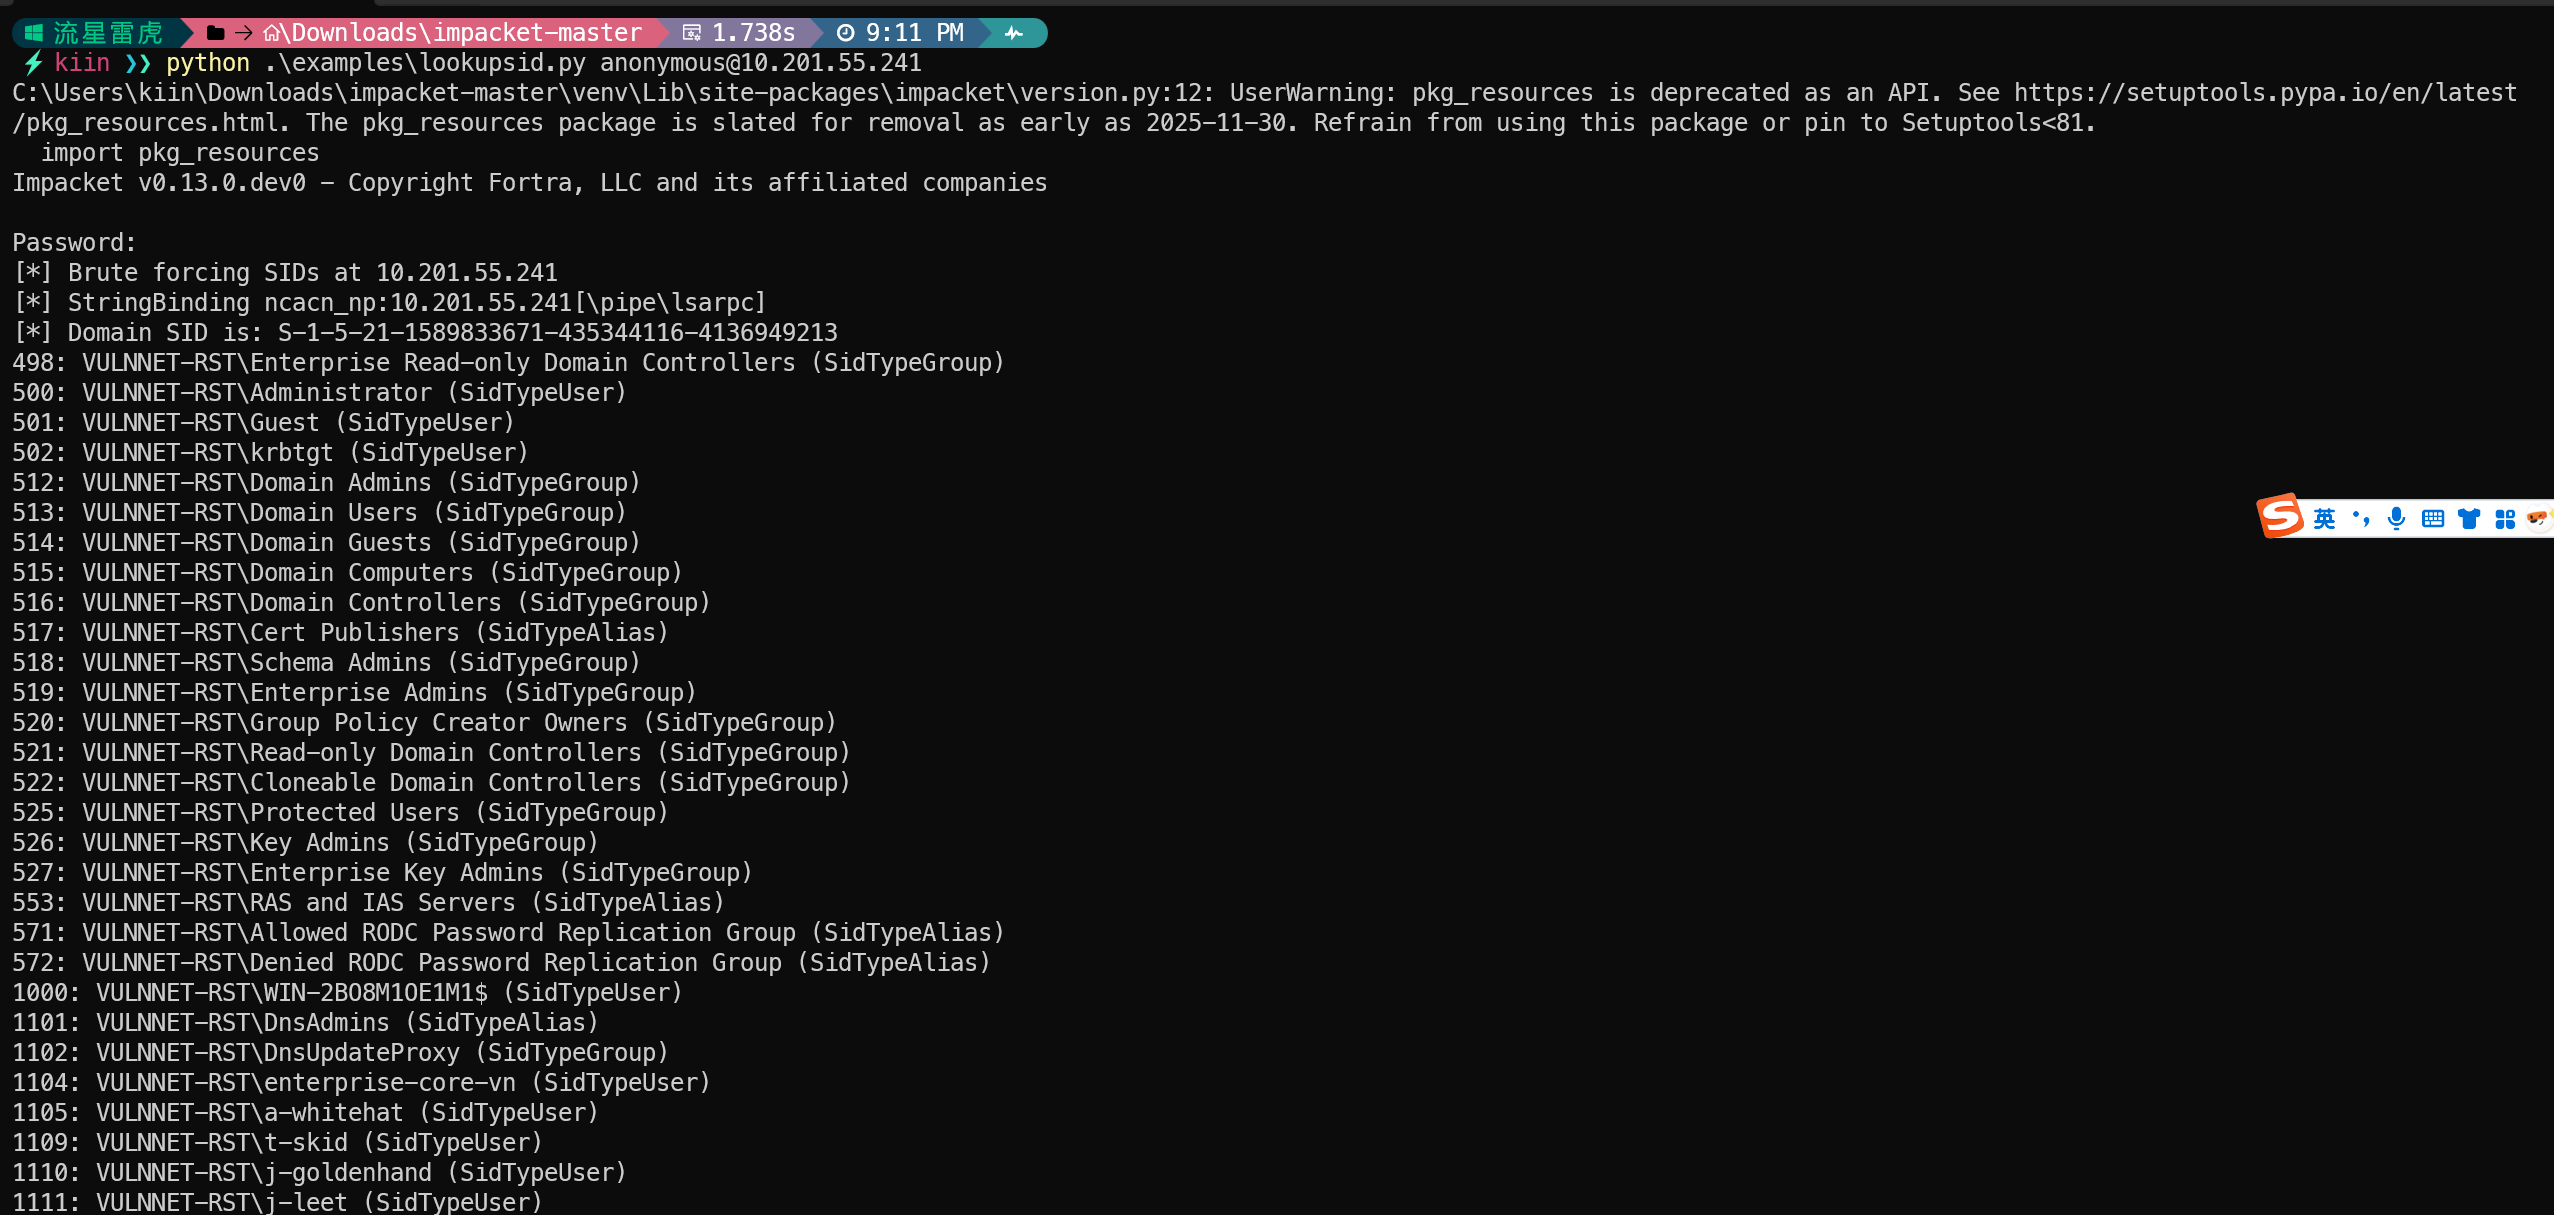 流星雷虎 → \Downloads\impacket-master 1.738s 9:11 PM
kiin ❯❯ python .\examples\lookupsid.py anonymous@10.201.55.241
C:\Users\kiin\Downloads\impacket-master\venv\Lib\site-packages\impacket\version.py:12: UserWarning: pkg_resources is deprecated as an API. See https://setuptools.pypa.io/en/latest
/pkg_resources.html. The pkg_resources package is slated for removal as early as 2025-11-30. Refrain from using this package or pin to Setuptools<81.
  import pkg_resources
Impacket v0.13.0.dev0 - Copyright Fortra, LLC and its affiliated companies
Password:
[*] Brute forcing SIDs at 10.201.55.241
[*] StringBinding ncacn_np:10.201.55.241[\pipe\lsarpc]
[*] Domain SID is: S-1-5-21-1589833671-435344116-4136949213
498: VULNNET-RST\Enterprise Read-only Domain Controllers (SidTypeGroup)
500: VULNNET-RST\Administrator (SidTypeUser)
501: VULNNET-RST\Guest (SidTypeUser)
502: VULNNET-RST\krbtgt (SidTypeUser)
512: VULNNET-RST\Domain Admins (SidTypeGroup)
513: VULNNET-RST\Domain Users (SidTypeGroup)
英
514: VULNNET-RST\Domain Guests (SidTypeGroup)
515: VULNNET-RST\Domain Computers (SidTypeGroup)
516: VULNNET-RST\Domain Controllers (SidTypeGroup)
517: VULNNET-RST\Cert Publishers (SidTypeAlias)
518: VULNNET-RST\Schema Admins (SidTypeGroup)
519: VULNNET-RST\Enterprise Admins (SidTypeGroup)
520: VULNNET-RST\Group Policy Creator Owners (SidTypeGroup)
521: VULNNET-RST\Read-only Domain Controllers (SidTypeGroup)
522: VULNNET-RST\Cloneable Domain Controllers (SidTypeGroup)
525: VULNNET-RST\Protected Users (SidTypeGroup)
526: VULNNET-RST\Key Admins (SidTypeGroup)
527: VULNNET-RST\Enterprise Key Admins (SidTypeGroup)
553: VULNNET-RST\RAS and IAS Servers (SidTypeAlias)
571: VULNNET-RST\Allowed RODC Password Replication Group (SidTypeAlias)
572: VULNNET-RST\Denied RODC Password Replication Group (SidTypeAlias)
1000: VULNNET-RST\WIN-2BO8M1OE1M1$ (SidTypeUser)
1101: VULNNET-RST\DnsAdmins (SidTypeAlias)
1102: VULNNET-RST\DnsUpdateProxy (SidTypeGroup)
1104: VULNNET-RST\enterprise-core-vn (SidTypeUser)
1105: VULNNET-RST\a-whitehat (SidTypeUser)
1109: VULNNET-RST\t-skid (SidTypeUser)
1110: VULNNET-RST\j-goldenhand (SidTypeUser)
1111: VULNNET-RST\j-leet (SidTypeUser)